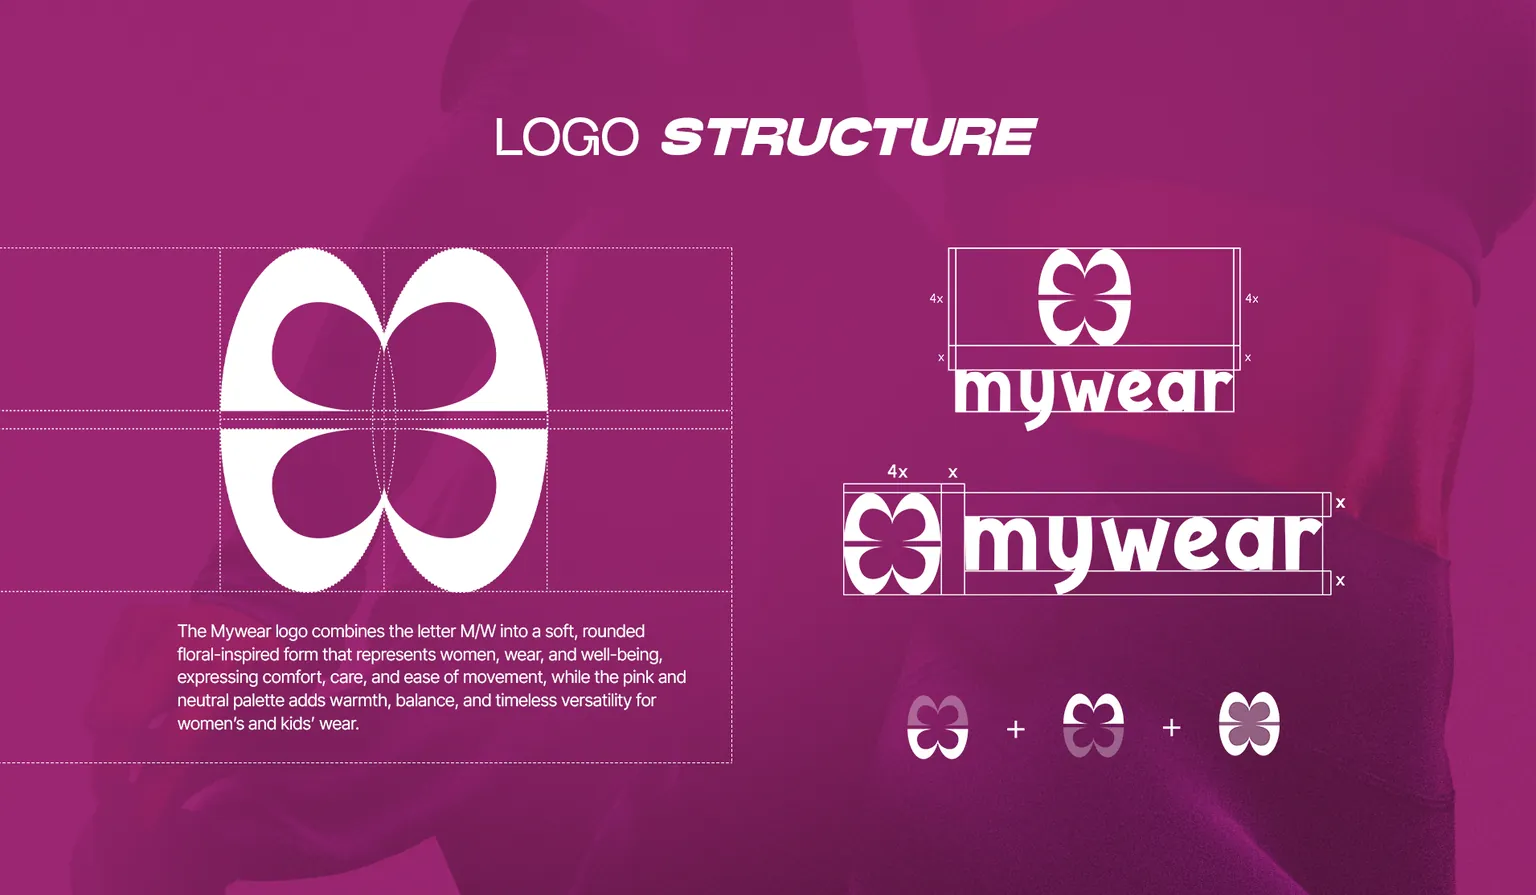 LOGO STRUCTURE
The Mywear logo combines the letter M/W into a soft, rounded
floral-inspired form that represents women, wear, and well-being,
expressing comfort, care, and ease of movement, while the pink and
neutral palette adds warmth, balance, and timeless versatility for
women's and kids' wear.
4x
4x
x
x
mywear
4x
x
x
mywear
x
+
+